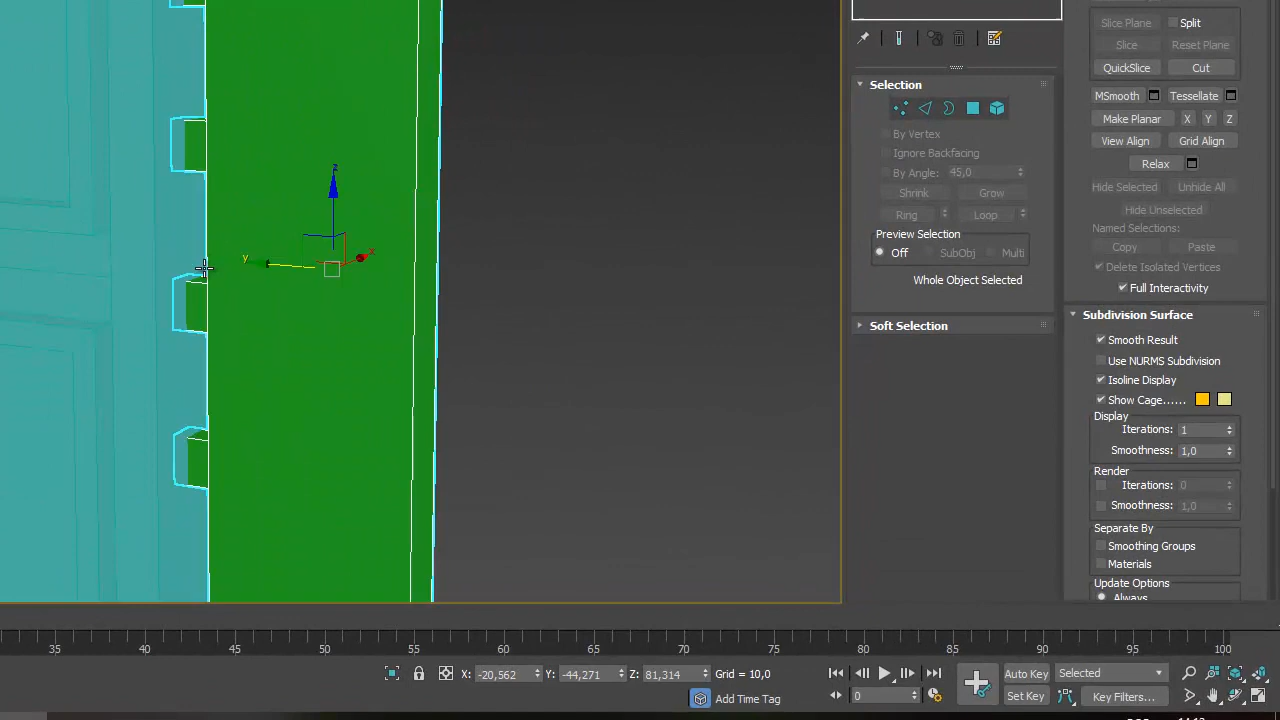 Slice Plane Split
Slice Reset Plane
QuickSlice Cut
MSmooth Tessellate
Make Planar X Y Z
View Align Grid Align
Relax
Hide Selected Unhide All
Hide Unselected
Named Selections:
Copy Paste
Delete Isolated Vertices
Full Interactivity
Subdivision Surface
Smooth Result
Use NURMS Subdivision
Isoline Display
Show Cage......
Display
Iterations: 1
Smoothness: 1,0
Render
Iterations: 0
Smoothness: 1,0
Separate By
Smoothing Groups
Materials
Update Options
Always
Selection
By Vertex
Ignore Backfacing
By Angle: 45,0
Shrink Grow
Ring Loop
Preview Selection
Off SubObj Multi
Whole Object Selected
Soft Selection
z
y x
35 40 45 50 55 60 65 70 75 80 85 90 95 100
X: -20,562 Y: -44,271 Z: 81,314 Grid = 10,0
Auto Key Selected
Add Time Tag
0
Set Key Key Filters...